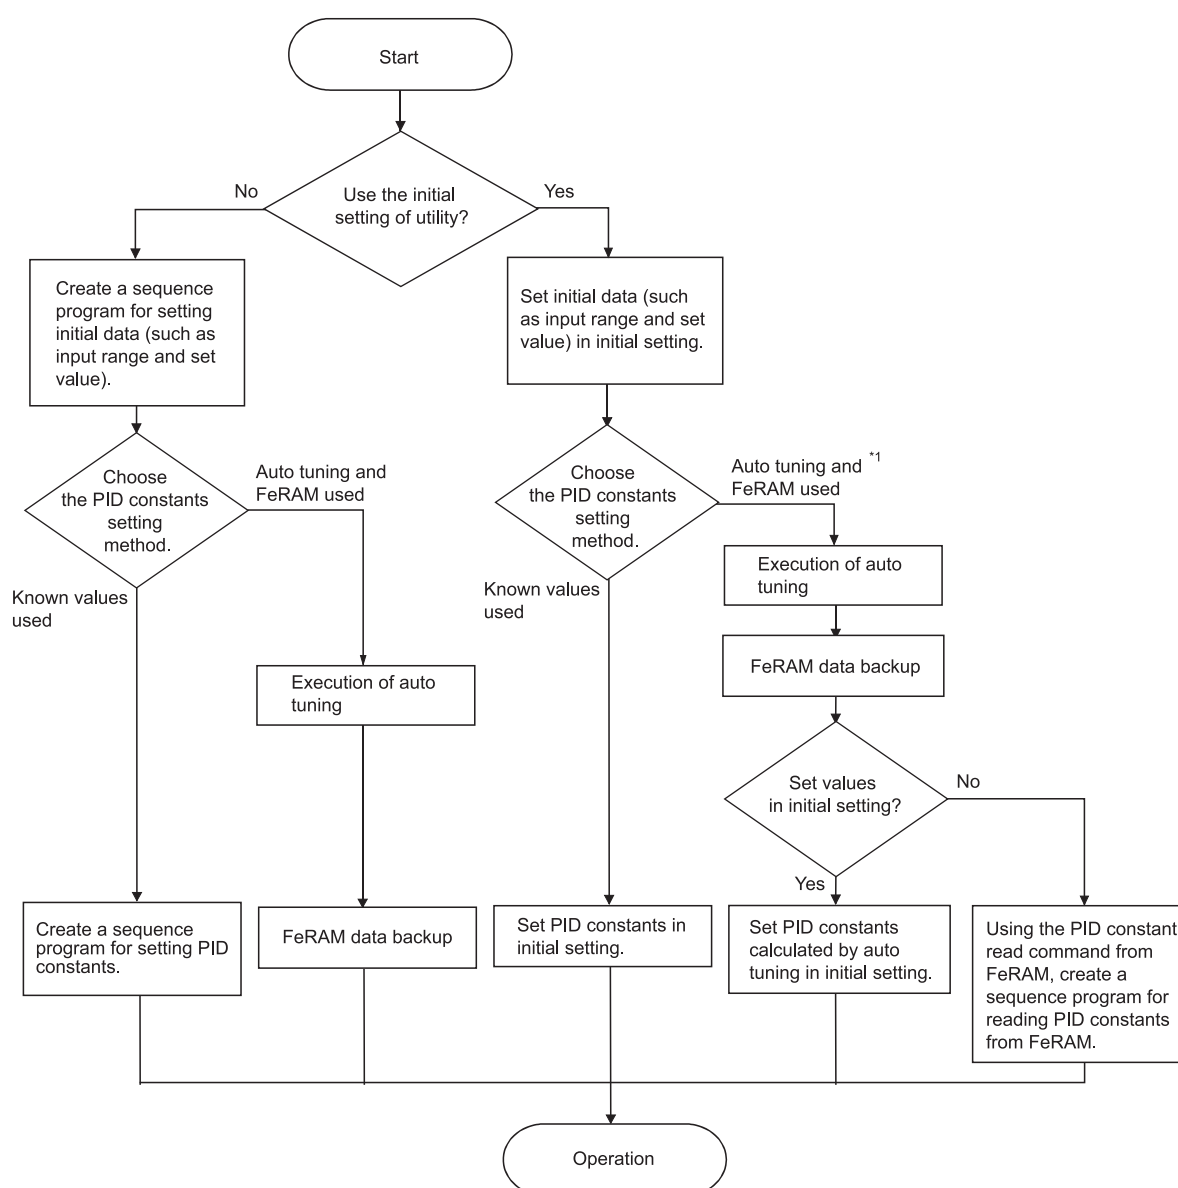 Start
Use the initial
setting of utility?
No
Yes
Create a sequence
program for setting
initial data (such as
input range and set
value).
Set initial data (such
as input range and set
value) in initial setting.
Choose
the PID constants
setting
method.
Auto tuning and
FeRAM used
Known values
used
Choose
the PID constants
setting
method.
Auto tuning and *1
FeRAM used
Known values
used
Execution of auto
tuning
FeRAM data backup
Execution of auto
tuning
Set values
in initial setting?
No
Yes
Create a sequence
program for setting PID
constants.
FeRAM data backup
Set PID constants in
initial setting.
Set PID constants
calculated by auto
tuning in initial setting.
Using the PID constant
read command from
FeRAM, create a
sequence program for
reading PID constants
from FeRAM.
Operation